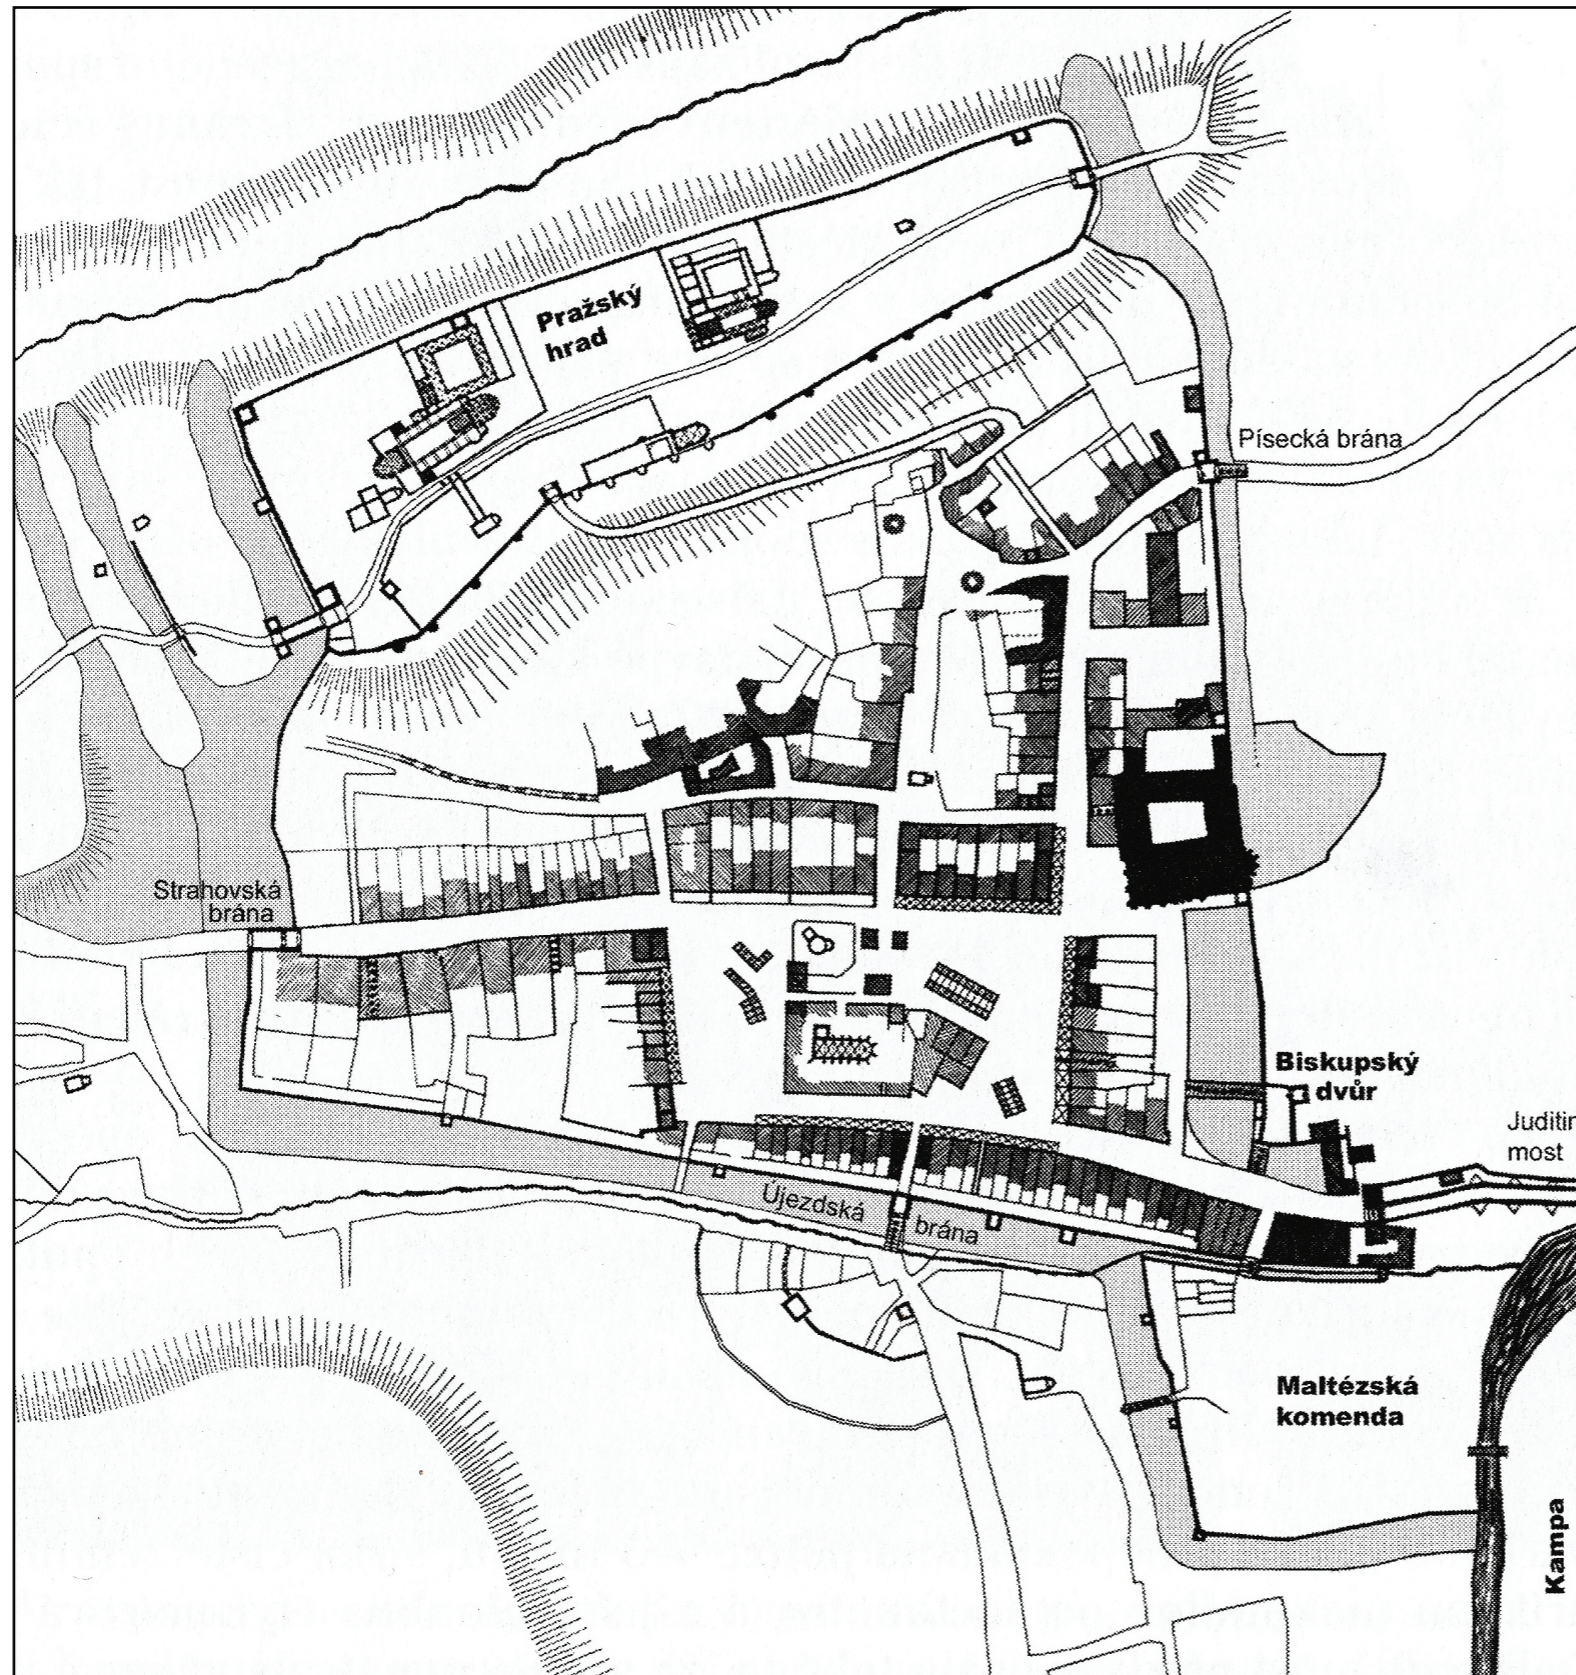 Pražský
hrad
Písecká brána
Strahovská
brána
Biskupský
dvůr
Juditin
most
Újezdská
brána
Maltézská
komenda
Kampa